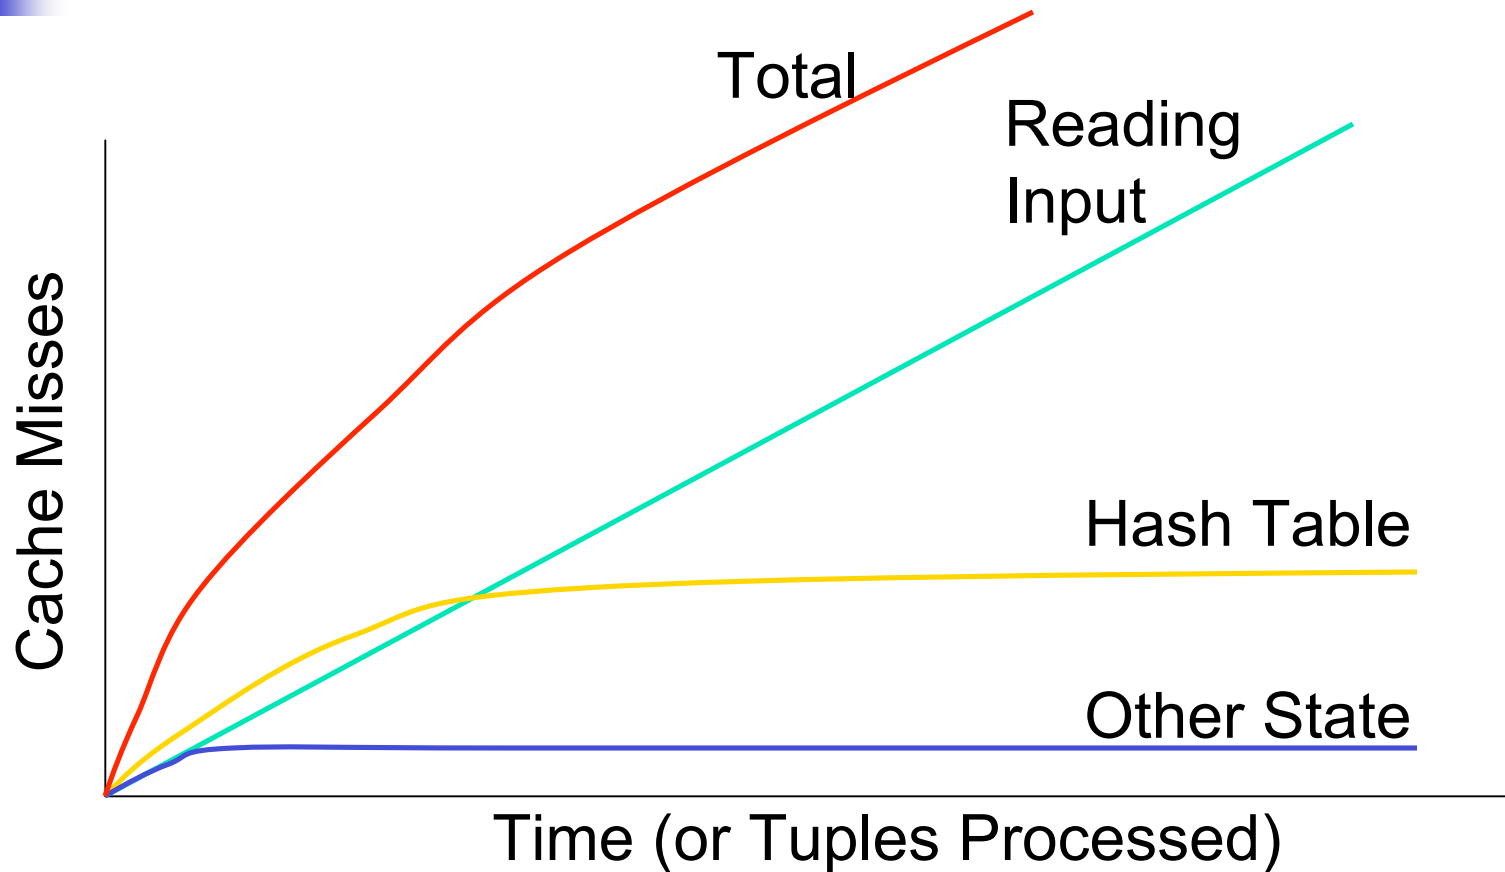 Total
Reading
Input
Cache Misses
Hash Table
Other State
Time (or Tuples Processed)